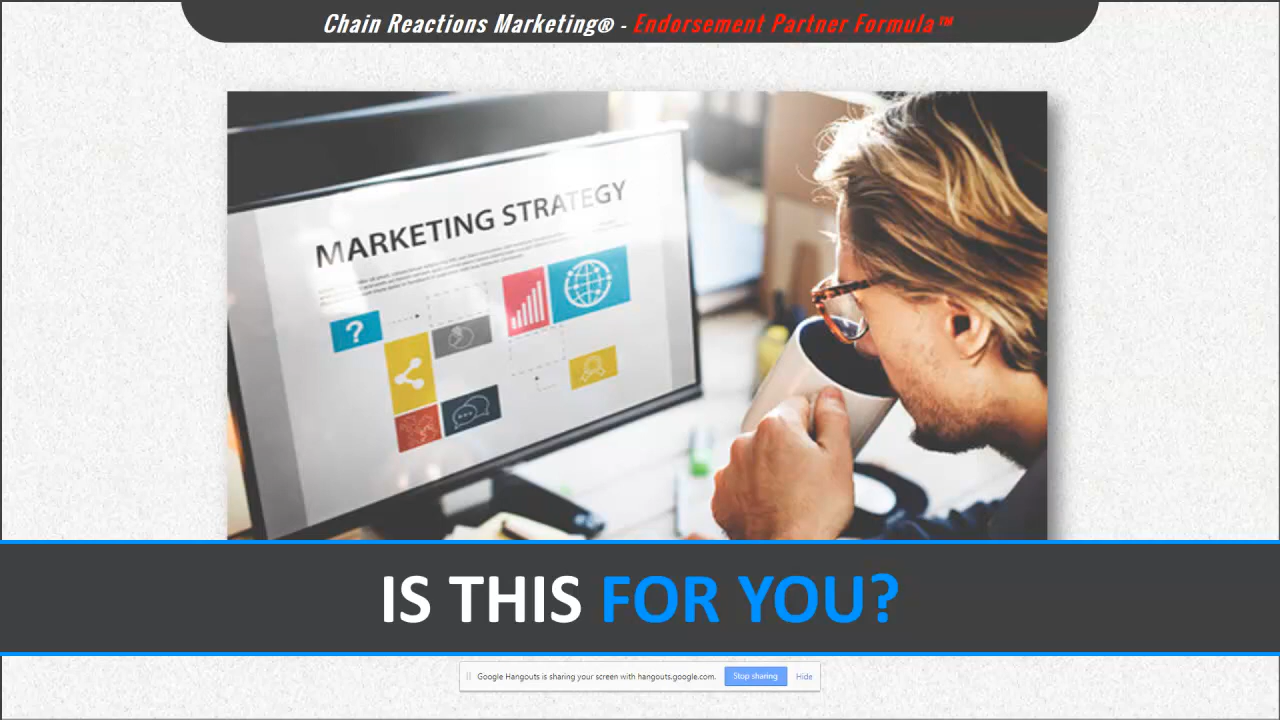 Chain Reactions Marketing® - Endorsement Partner Formula™
MARKETING STRATEGY
?
IS THIS FOR YOU?
Google Hangouts is sharing your screen with hangouts.google.com. Stop sharing Hide